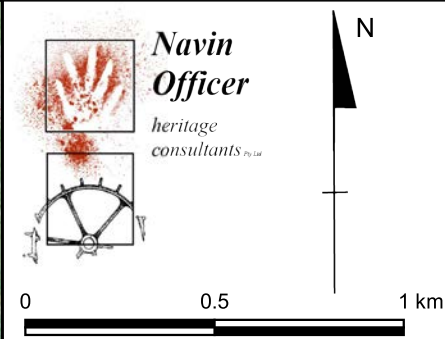 Navin
Officer
heritage
consultants Pty Ltd
N
0 0.5 1 km